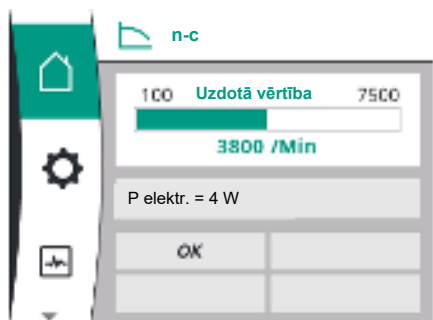 n-c
100 Uzdotā vērtība 7500
3800 /Min
P elektr. = 4 W
OK